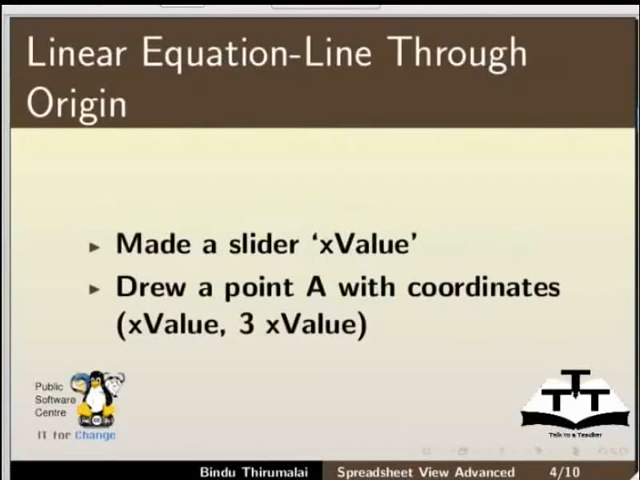 Linear Equation-Line Through
Origin
Made a slider ‘xValue’
Drew a point A with coordinates
(xValue, 3 xValue)
Public
Software
Centre
IT for Change
TTT
Talk to a Teacher
Bindu Thirumalai
Spreadsheet View Advanced
4/10